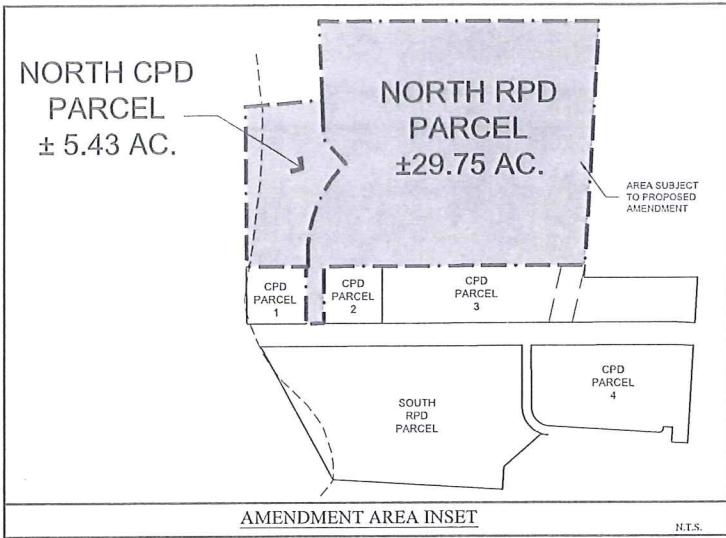 NORTH CPD
PARCEL
± 5.43 AC.
NORTH RPD
PARCEL
±29.75 AC.
AREA SUBJECT
TO PROPOSED
AMENDMENT
CPD
PARCEL
1
CPD
PARCEL
2
CPD
PARCEL
3
SOUTH
RPD
PARCEL
CPD
PARCEL
4
AMENDMENT AREA INSET
N.T.S.